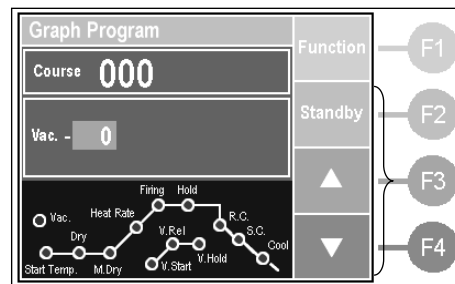 Graph Program
Function
F1
Course 000
Standby
F2
Vac. - 0
F3
Firing Hold
Vac. Heat Rate R.C.
Dry V.Rel S.C.
V.Hold Cool
Start Temp. M.Dry V.Start
F4